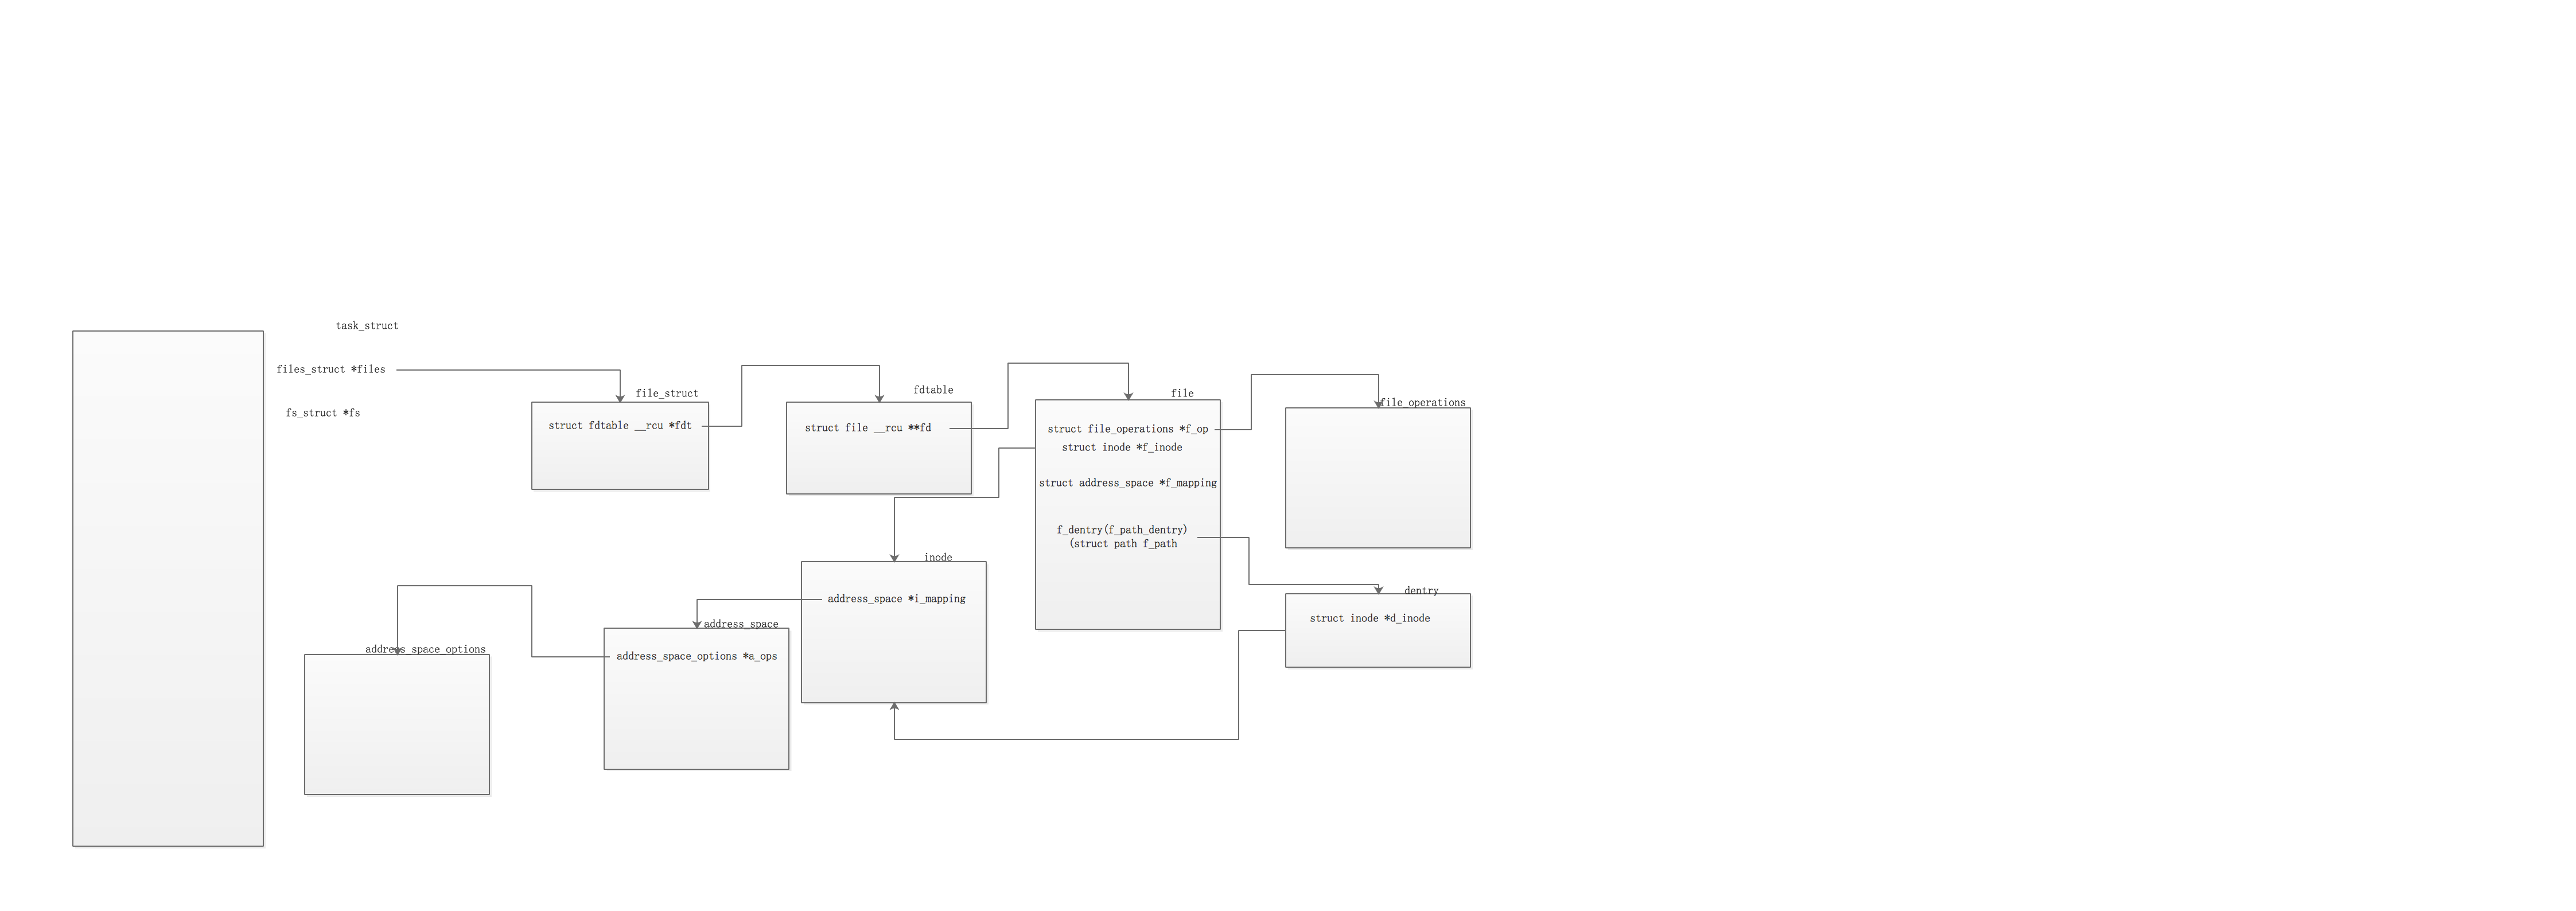 task_struct
files_struct *files
fs_struct *fs
file_struct
struct fdtable __rcu *fdt
fdtable
struct file __rcu **fd
file
struct file_operations *f_op
struct inode *f_inode
struct address_space *f_mapping
f_dentry(f_path_dentry)
(struct path f_path
file_operations
dentry
struct inode *d_inode
inode
address_space *i_mapping
address_space
address_space_options *a_ops
address_space_options